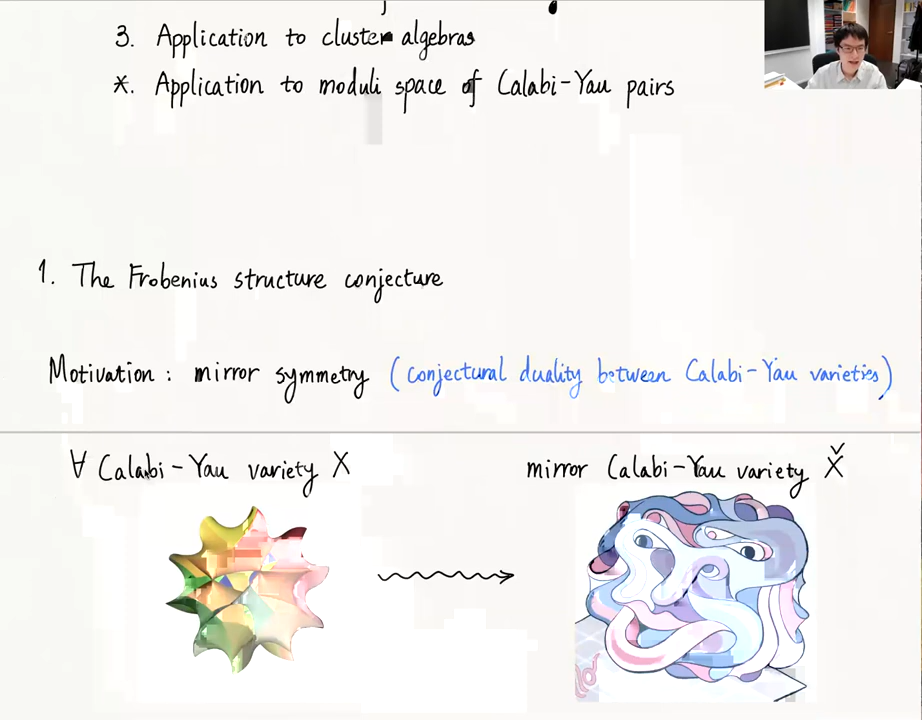 3. Application to cluster algebras
*. Application to moduli space of Calabi-Yau pairs
1. The Frobenius structure conjecture
Motivation : mirror symmetry (conjectural duality between Calabi-Yau varieties)
∀ Calabi-Yau variety X
mirror Calabi-Yau variety X̌